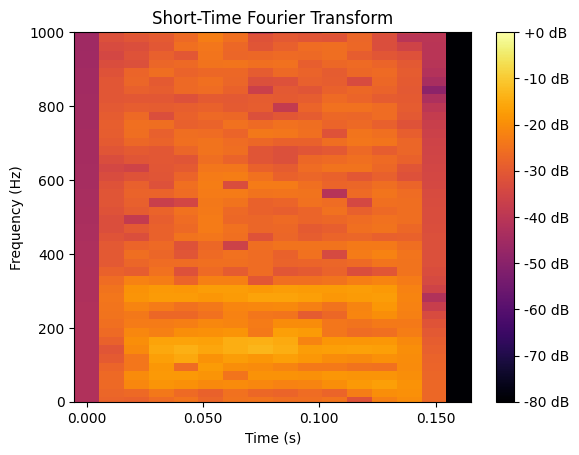 Short-Time Fourier Transform
1000
800
600
400
200
0
Frequency (Hz)
0.000
0.050
0.100
0.150
Time (s)
+0 dB
-10 dB
-20 dB
-30 dB
-40 dB
-50 dB
-60 dB
-70 dB
-80 dB